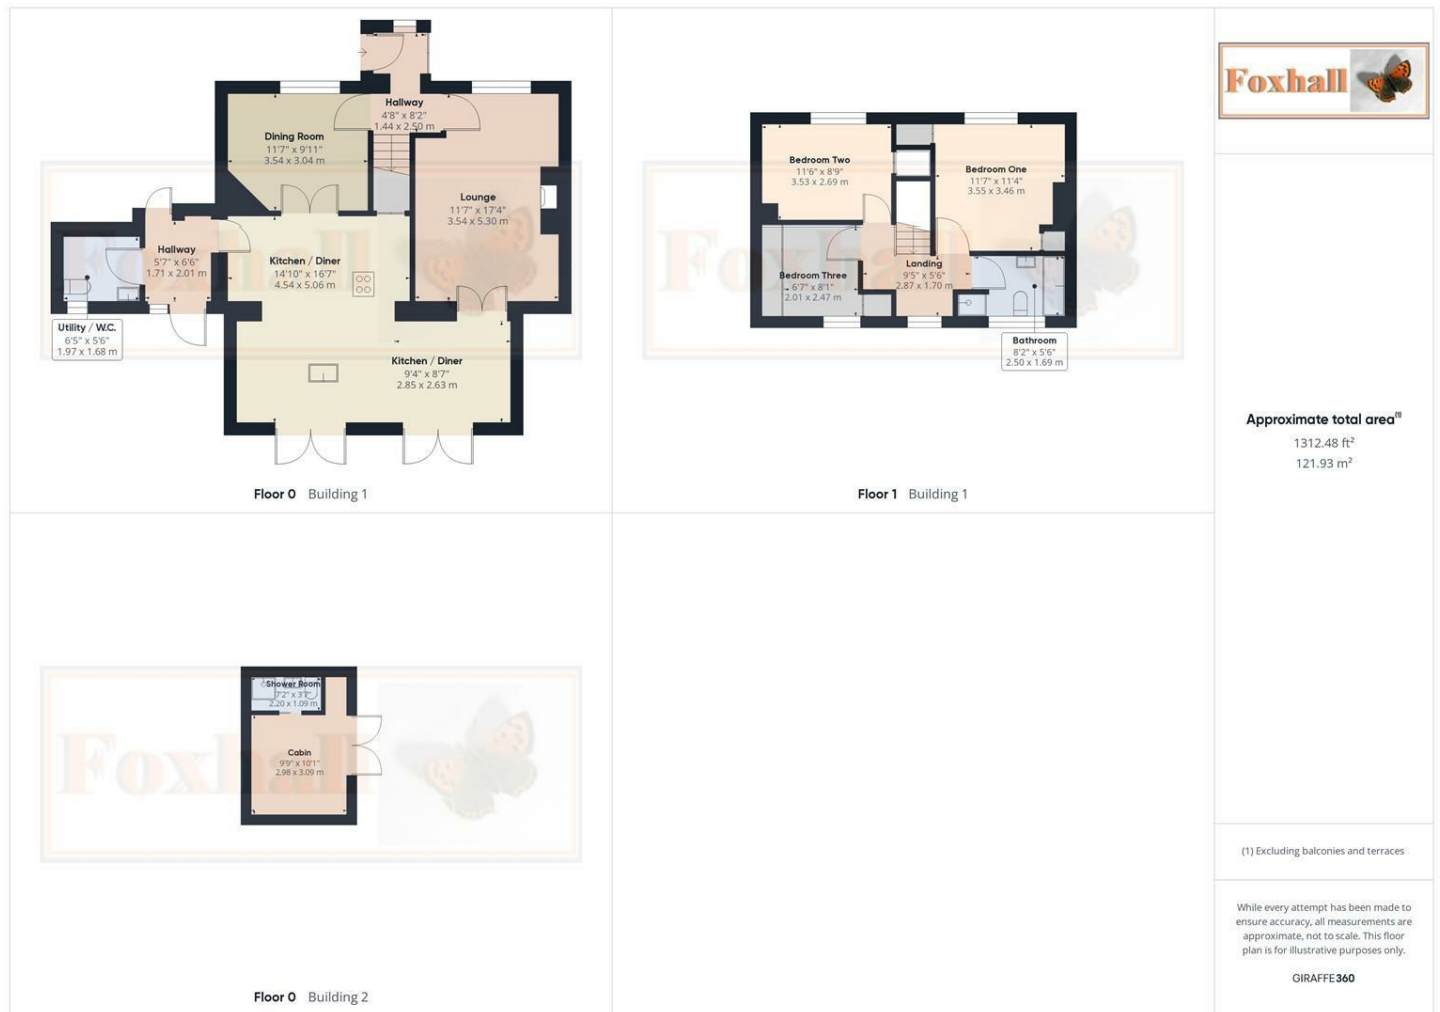 Hallway
4'8" x 8'2"
1.44 x 2.50 m
Dining Room
11'7" x 9'11"
3.54 x 3.04 m
Lounge
11'7" x 17'4"
3.54 x 5.30 m
Hallway
5'7" x 6'6"
1.71 x 2.01 m
Kitchen / Diner
14'10" x 16'7"
4.54 x 5.06 m
Utility / W.C.
6'5" x 5'6"
1.97 x 1.68 m
Kitchen / Diner
9'4" x 8'7"
2.85 x 2.63 m
Foxhall
Floor 0 Building 1
Bedroom Two
11'6" x 8'9"
3.53 x 2.69 m
Bedroom One
11'7" x 11'4"
3.55 x 3.46 m
Bedroom Three
6'7" x 8'1"
2.01 x 2.47 m
Landing
9'5" x 5'6"
2.87 x 1.70 m
Bathroom
8'2" x 5'6"
2.50 x 1.69 m
Foxhall
Floor 1 Building 1
Shower Room
2.20 x 1.09 m
Cabin
9'9" x 10'1"
2.98 x 3.09 m
Foxhall
Floor 0 Building 2
Foxhall
Approximate total area(1)
1312.48 ft²
121.93 m²
(1) Excluding balconies and terraces
While every attempt has been made to
ensure accuracy, all measurements are
approximate, not to scale. This floor
plan is for illustrative purposes only.
GIRAFFE360